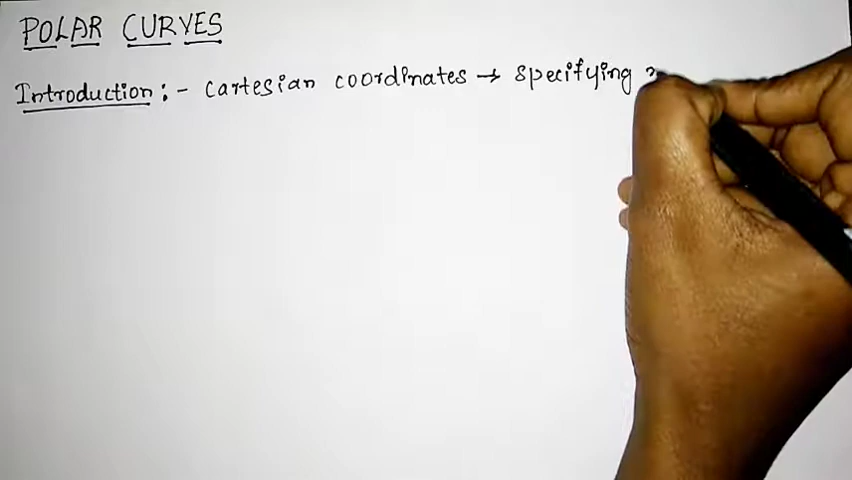 POLAR CURVES
Introduction :- cartesian coordinates → specifying